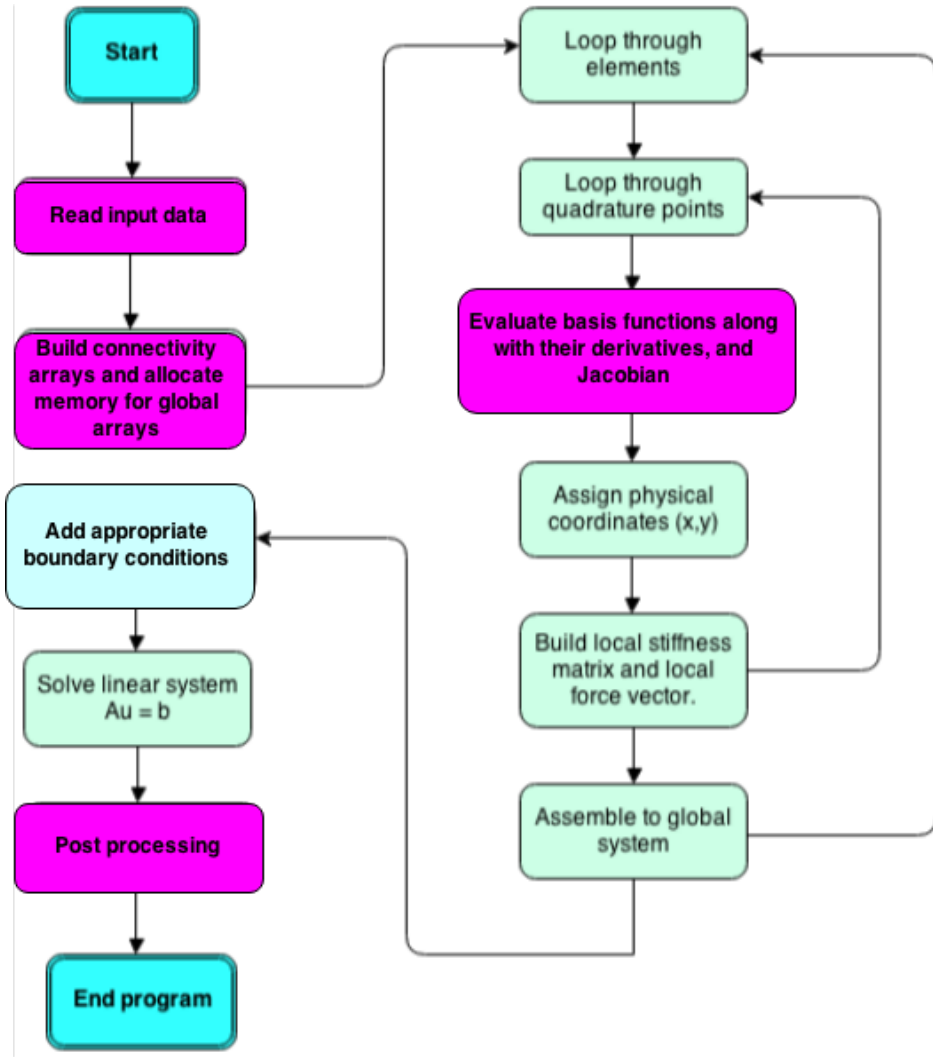 Start
Read input data
Build connectivity
arrays and allocate
memory for global
arrays
Loop through
elements
Loop through
quadrature points
Evaluate basis functions along
with their derivatives, and
Jacobian
Assign physical
coordinates (x,y)
Build local stiffness
matrix and local
force vector.
Assemble to global
system
Add appropriate
boundary conditions
Solve linear system
Au = b
Post processing
End program